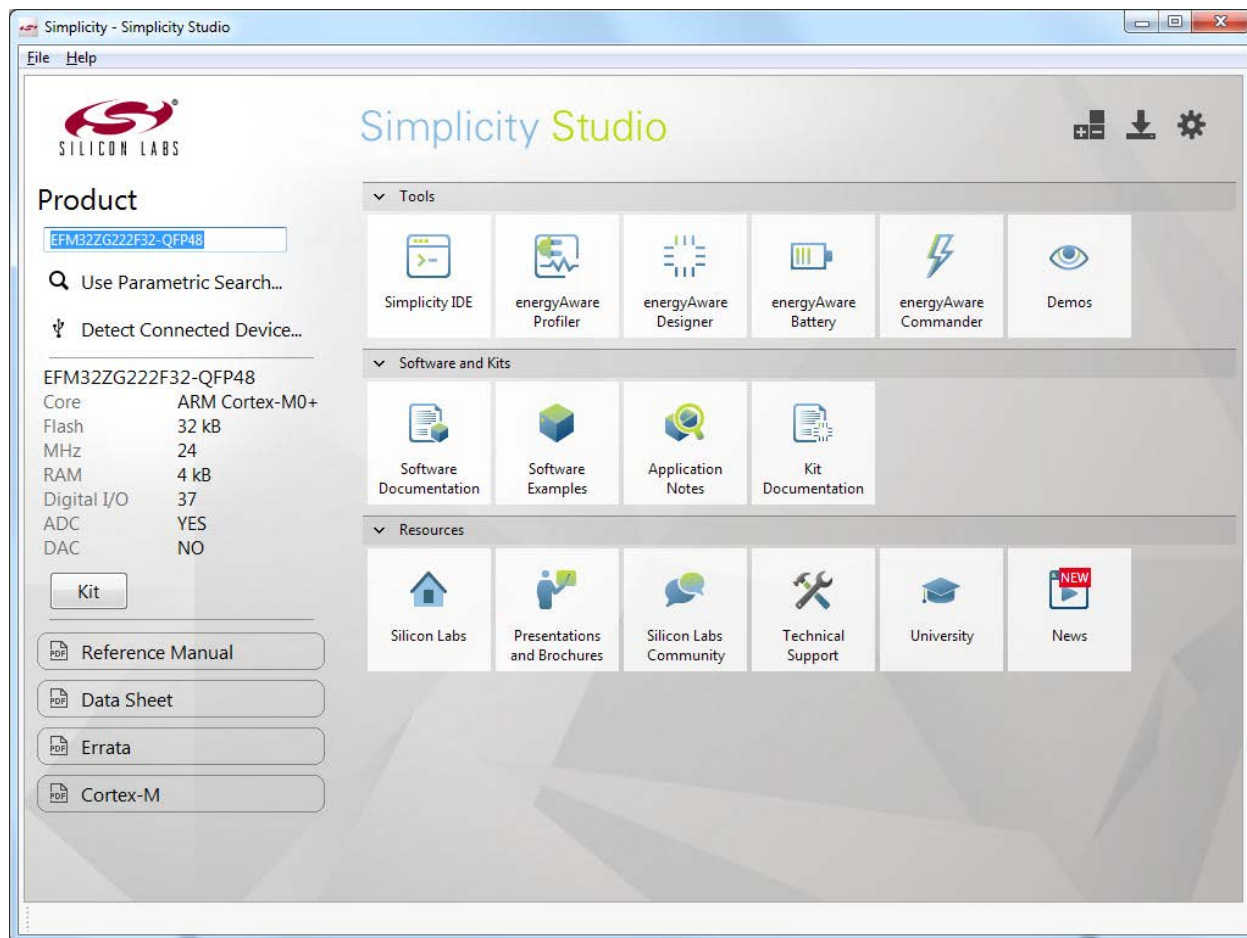 Simplicity - Simplicity Studio
File Help
SILICON LABS
Simplicity Studio
Product
EFM32ZG222F32-QFP48
Use Parametric Search...
Detect Connected Device...
EFM32ZG222F32-QFP48
Core ARM Cortex-M0+
Flash 32 kB
MHz 24
RAM 4 kB
Digital I/O 37
ADC YES
DAC NO
Kit
PDF Reference Manual
PDF Data Sheet
PDF Errata
PDF Cortex-M
Tools
Simplicity IDE
energyAware
Profiler
energyAware
Designer
energyAware
Battery
energyAware
Commander
Demos
Software and Kits
Software
Documentation
Software
Examples
Application
Notes
Kit
Documentation
Resources
Silicon Labs
Presentations
and Brochures
Silicon Labs
Community
Technical
Support
University
NEW
News